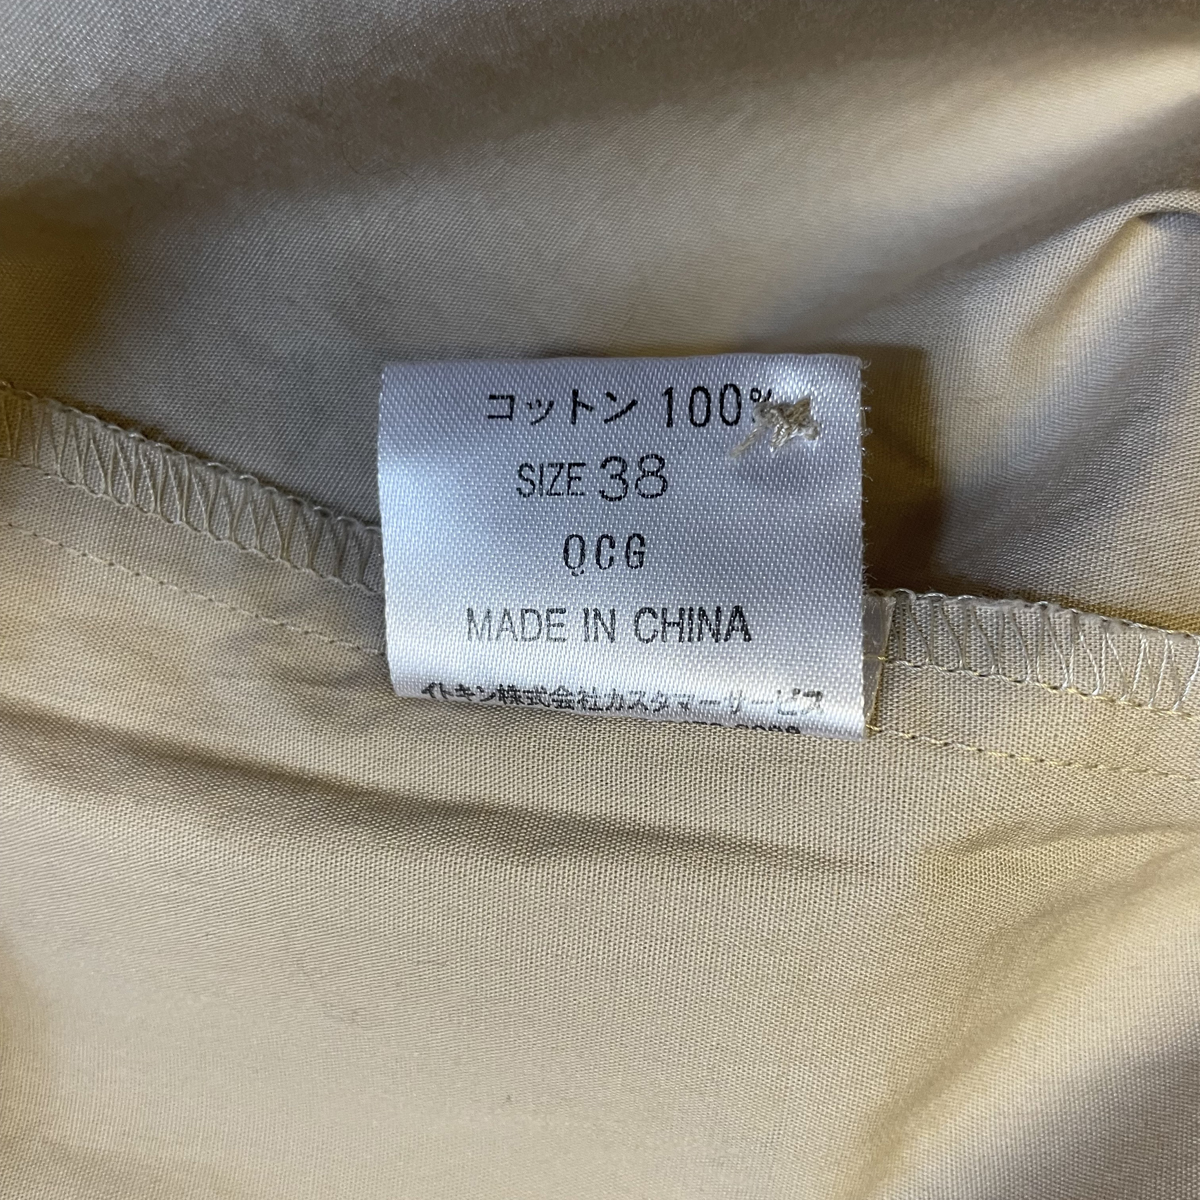 コットン 100%
SIZE 38
QCG
MADE IN CHINA
イトキン株式会社カスタマーサービス